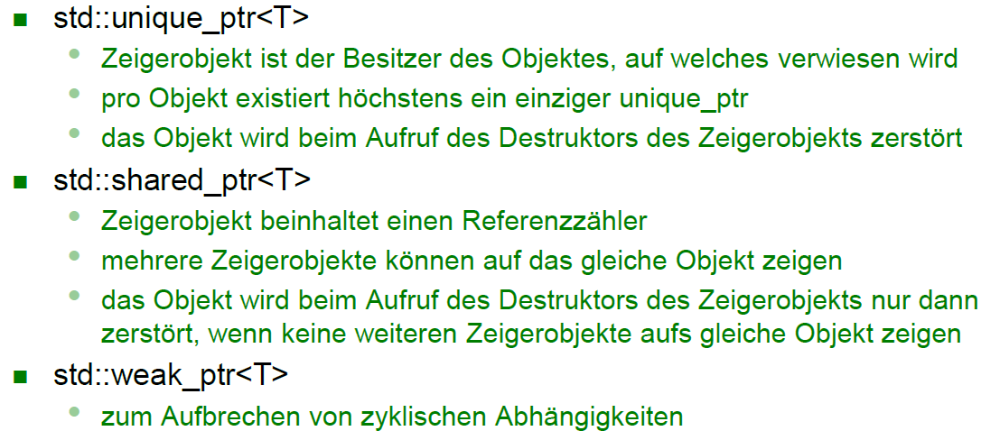 std::unique_ptr<T>
Zeigerobjekt ist der Besitzer des Objektes, auf welches verwiesen wird
pro Objekt existiert höchstens ein einziger unique_ptr
das Objekt wird beim Aufruf des Destruktors des Zeigerobjekts zerstört
std::shared_ptr<T>
Zeigerobjekt beinhaltet einen Referenzzähler
mehrere Zeigerobjekte können auf das gleiche Objekt zeigen
das Objekt wird beim Aufruf des Destruktors des Zeigerobjekts nur dann
zerstört, wenn keine weiteren Zeigerobjekte aufs gleiche Objekt zeigen
std::weak_ptr<T>
zum Aufbrechen von zyklischen Abhängigkeiten